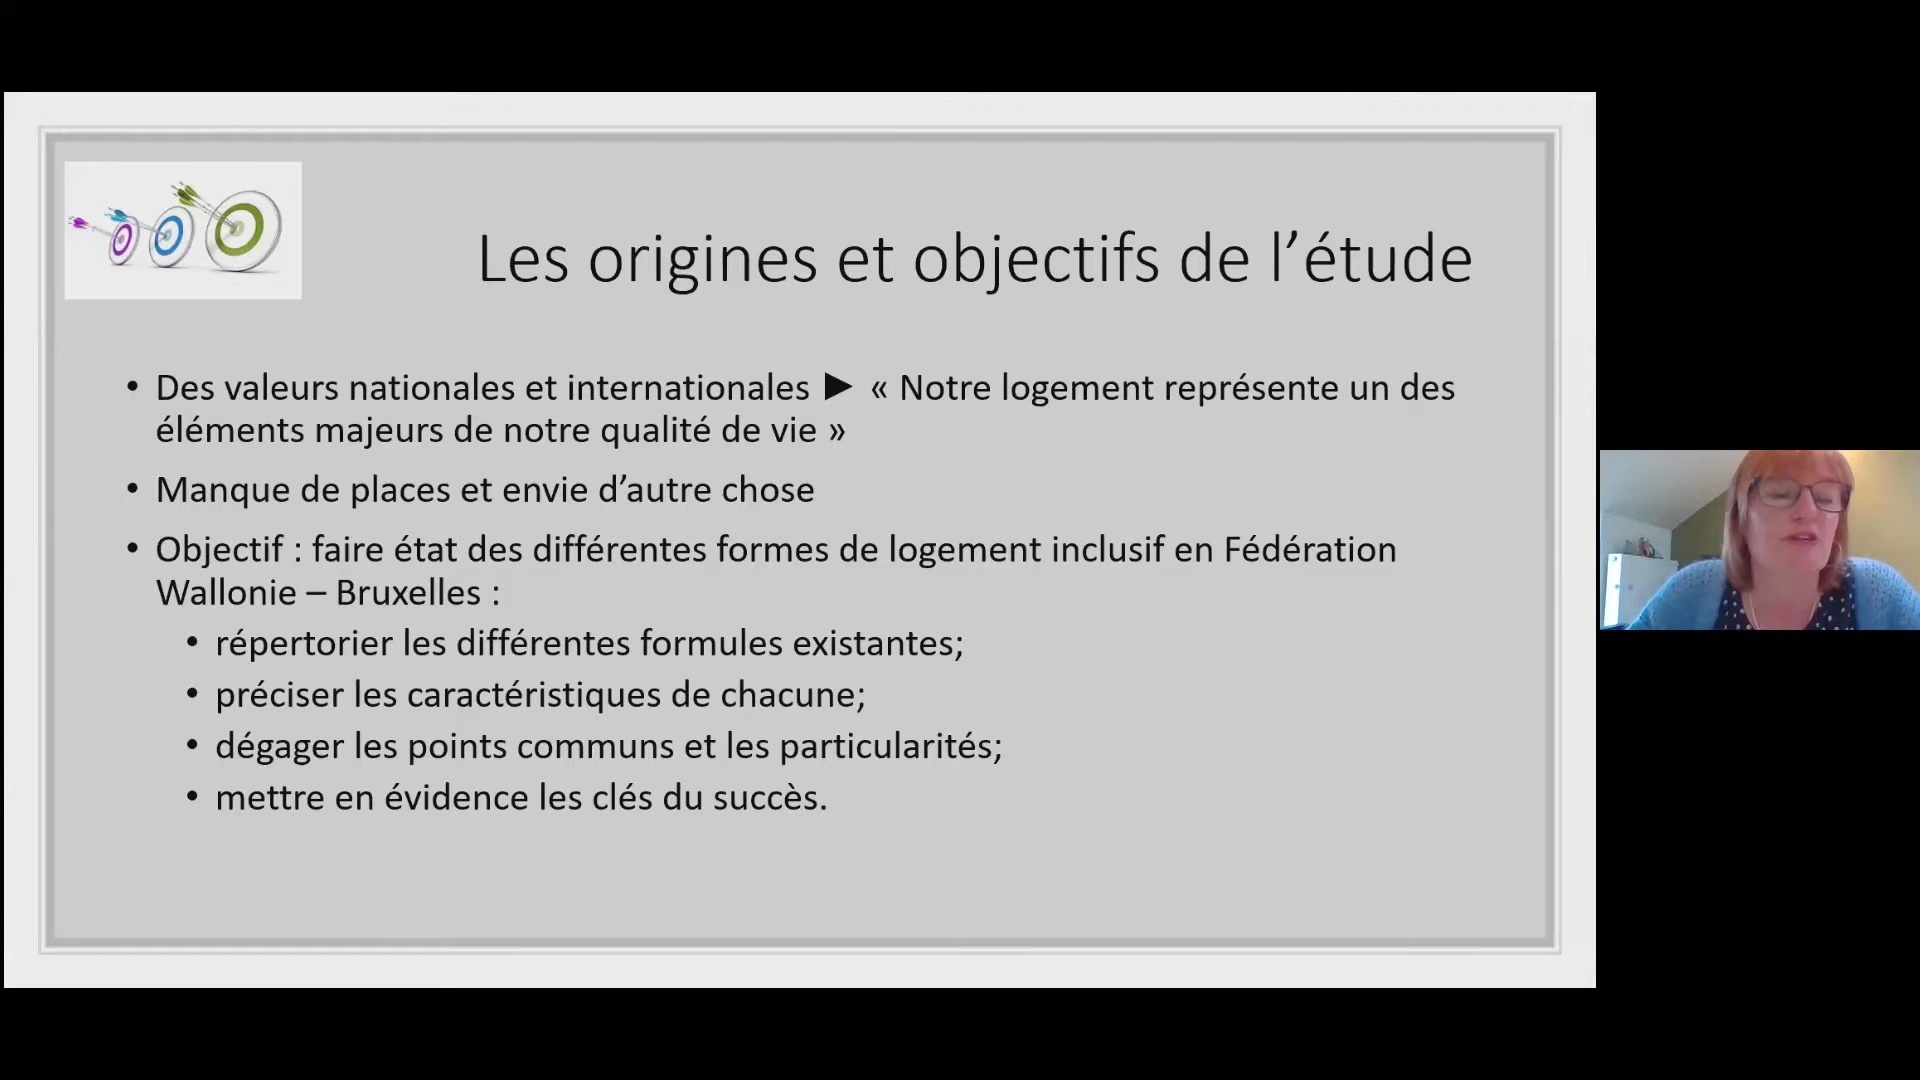 Les origines et objectifs de l’étude
• Des valeurs nationales et internationales ► « Notre logement représente un des
éléments majeurs de notre qualité de vie »
• Manque de places et envie d’autre chose
• Objectif : faire état des différentes formes de logement inclusif en Fédération
Wallonie – Bruxelles :
• répertorier les différentes formules existantes;
• préciser les caractéristiques de chacune;
• dégager les points communs et les particularités;
• mettre en évidence les clés du succès.